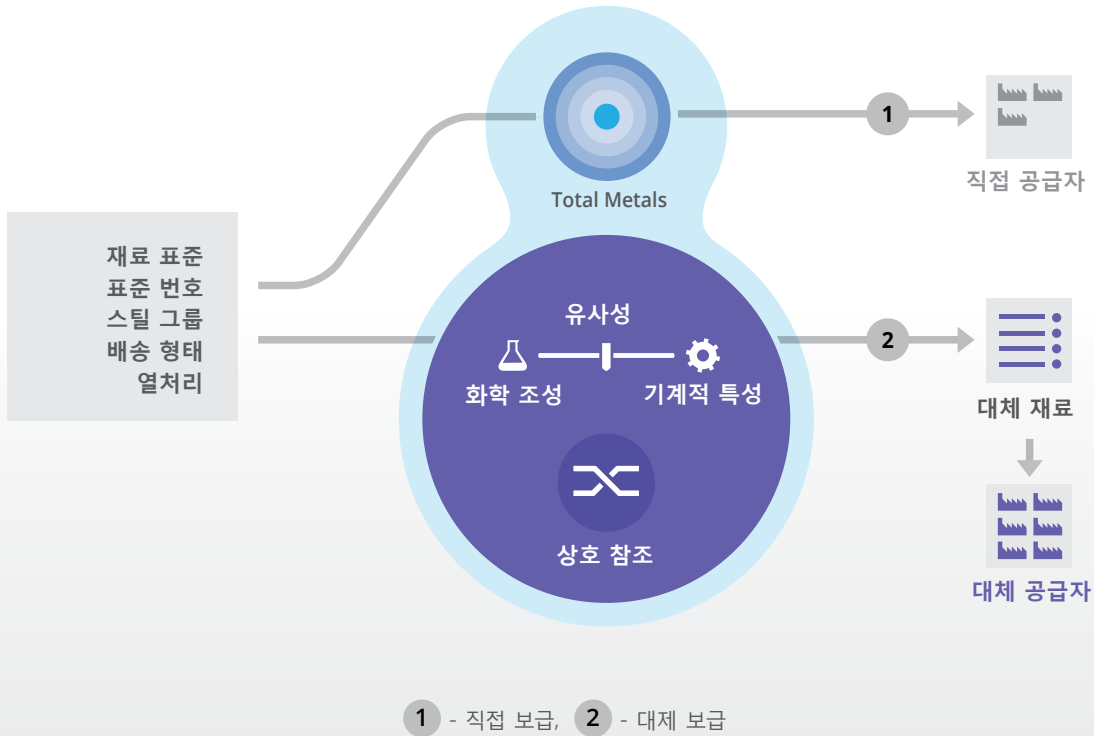 Total Metals
1
직접 공급자
재료 표준
표준 번호
스틸 그룹
배송 형태
열처리
유사성
화학 조성
기계적 특성
상호 참조
2
대체 재료
대체 공급자
1 - 직접 보급, 2 - 대제 보급